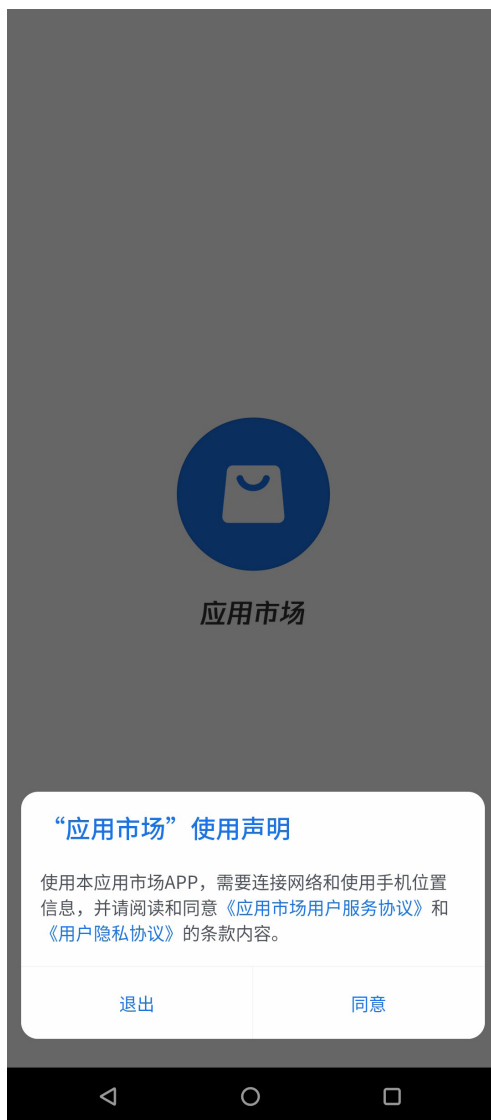 应用市场
“应用市场”使用声明
使用本应用市场APP，需要连接网络和使用手机位置
信息，并请阅读和同意《应用市场用户服务协议》和
《用户隐私协议》的条款内容。
退出
同意